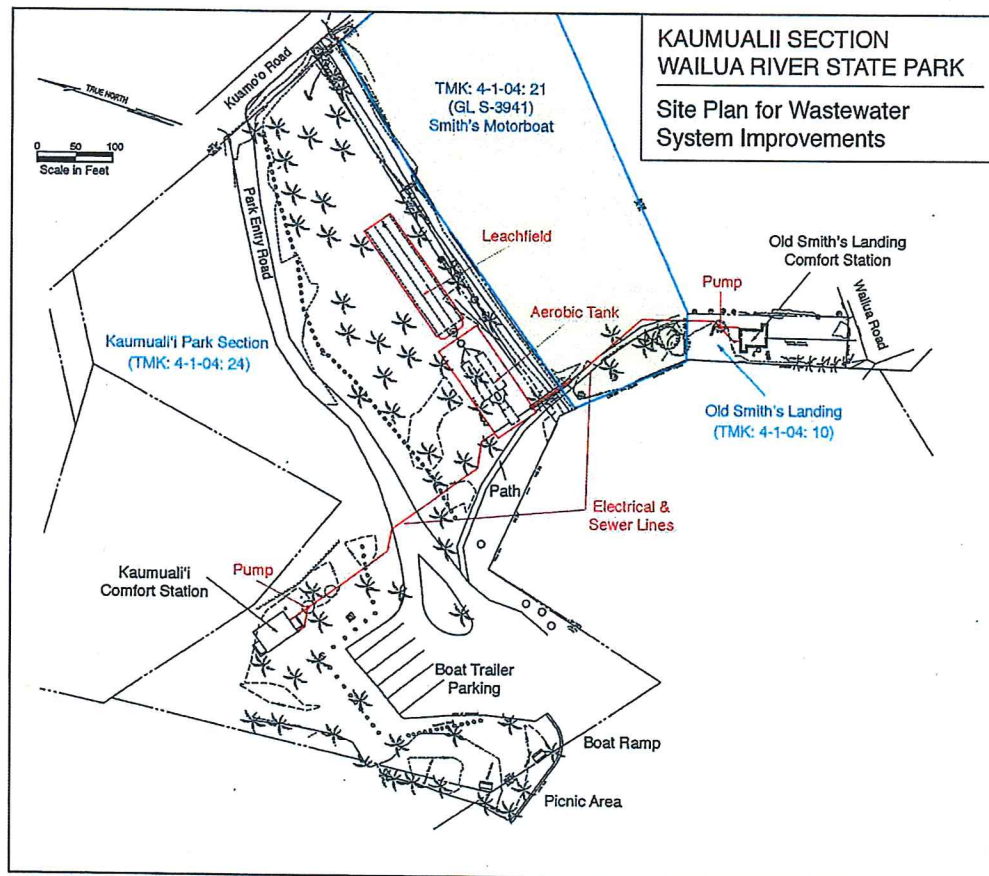 KAUMUALII SECTION
WAILUA RIVER STATE PARK
Site Plan for Wastewater
System Improvements
TRUE NORTH
0 50 100
Scale in Feet
Kuamo'o Road
TMK: 4-1-04: 21
(GL S-3941)
Smith's Motorboat
Park Entry Road
Leachfield
Aerobic Tank
Old Smith's Landing
Comfort Station
Pump
Wailua Road
Kaumuali'i Park Section
(TMK: 4-1-04: 24)
Old Smith's Landing
(TMK: 4-1-04: 10)
Path
Electrical &
Sewer Lines
Kaumuali'i
Comfort Station
Pump
Boat Trailer
Parking
Boat Ramp
Picnic Area